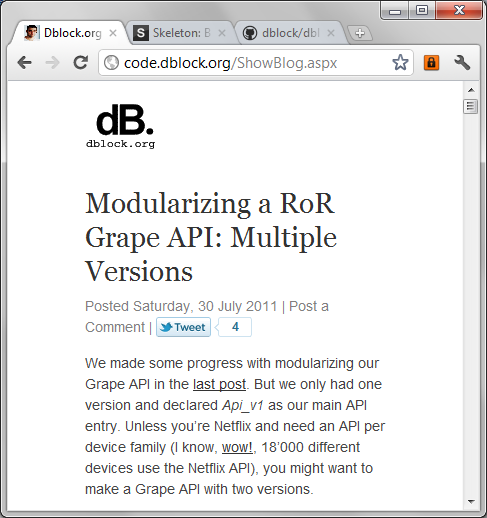 Dblock.org
Skeleton: B
dblock/dbl
code.dblock.org/ShowBlog.aspx
dB.
dblock.org
Modularizing a RoR
Grape API: Multiple
Versions
Posted Saturday, 30 July 2011 | Post a
Comment | Tweet 4
We made some progress with modularizing our
Grape API in the last post. But we only had one
version and declared Api_v1 as our main API
entry. Unless you're Netflix and need an API per
device family (I know, wow!, 18'000 different
devices use the Netflix API), you might want to
make a Grape API with two versions.